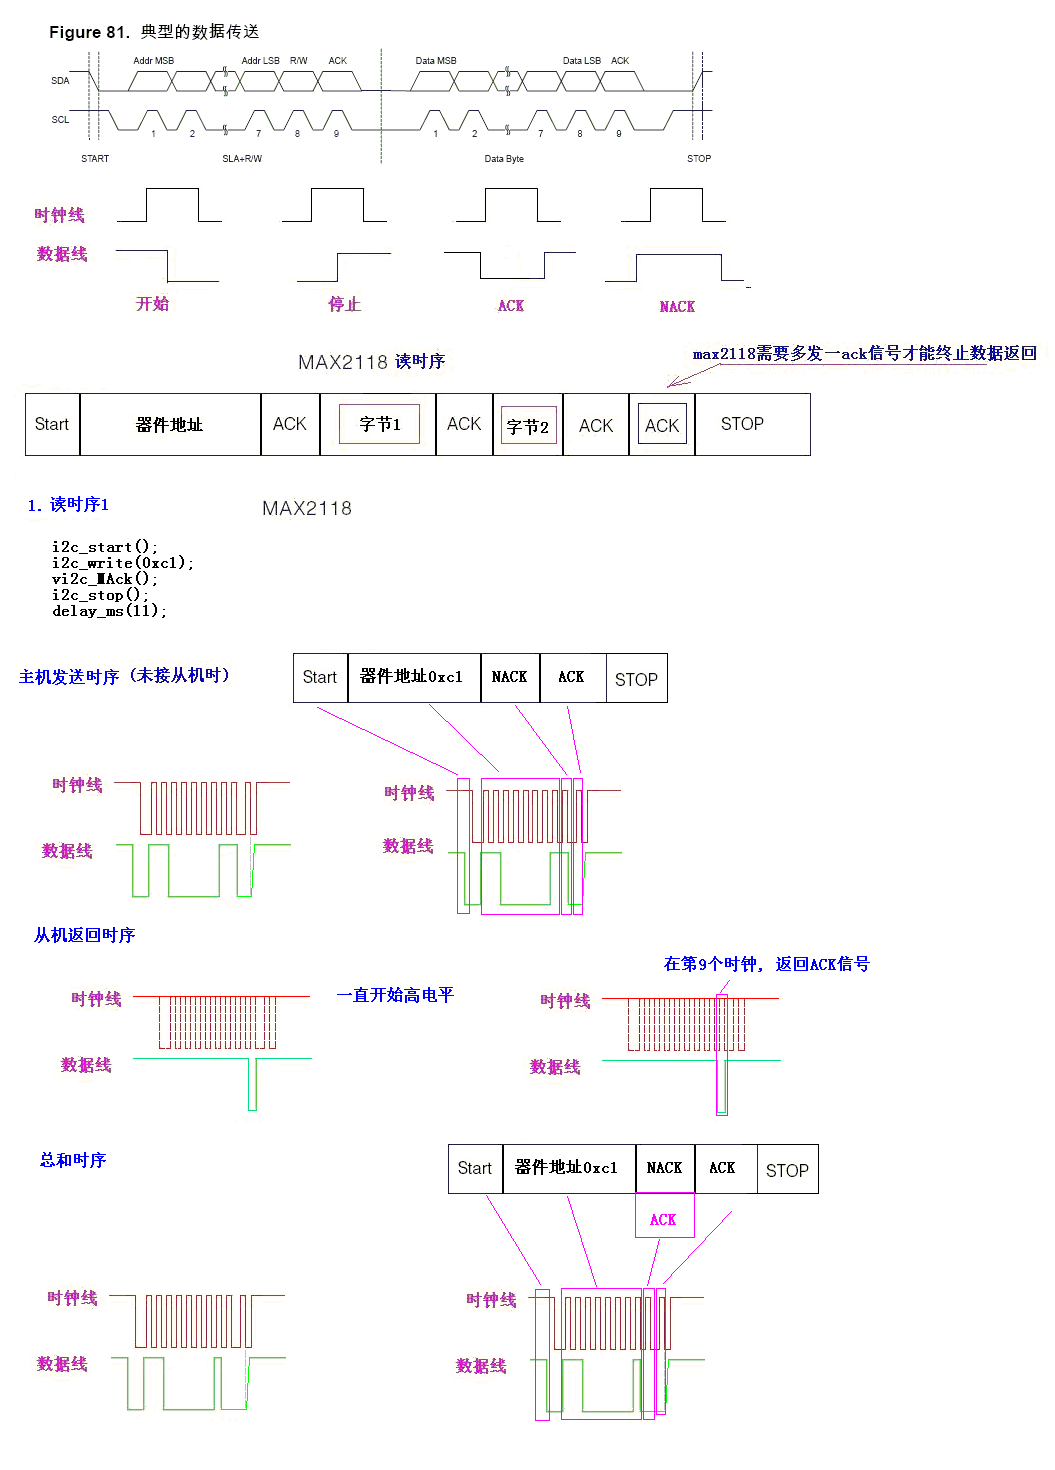 Figure 81. 典型的数据传送
Addr MSB Addr LSB R/W ACK Data MSB Data LSB ACK
SDA
SCL
1 2 7 8 9 1 2 7 8 9
START SLA+R/W Data Byte STOP
时钟线
数据线
开始 停止 ACK NACK
MAX2118 读时序
max2118需要多发一ack信号才能终止数据返回
Start 器件地址 ACK 字节1 ACK 字节2 ACK ACK STOP
1. 读时序1
MAX2118
i2c_start();
i2c_write(0xc1);
vi2c_MAck();
i2c_stop();
delay_ms(11);
主机发送时序（未接从机时）
Start 器件地址0xc1 NACK ACK STOP
时钟线 时钟线
数据线 数据线
从机返回时序
在第9个时钟, 返回ACK信号
时钟线 一直开始高电平 时钟线
数据线 数据线
总和时序
Start 器件地址0xc1 NACK ACK STOP
ACK
时钟线 时钟线
数据线 数据线